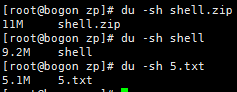 [root@bogon zp]# du -sh shell.zip
11M     shell.zip
[root@bogon zp]# du -sh shell
9.2M    shell
[root@bogon zp]# du -sh 5.txt
5.1M    5.txt